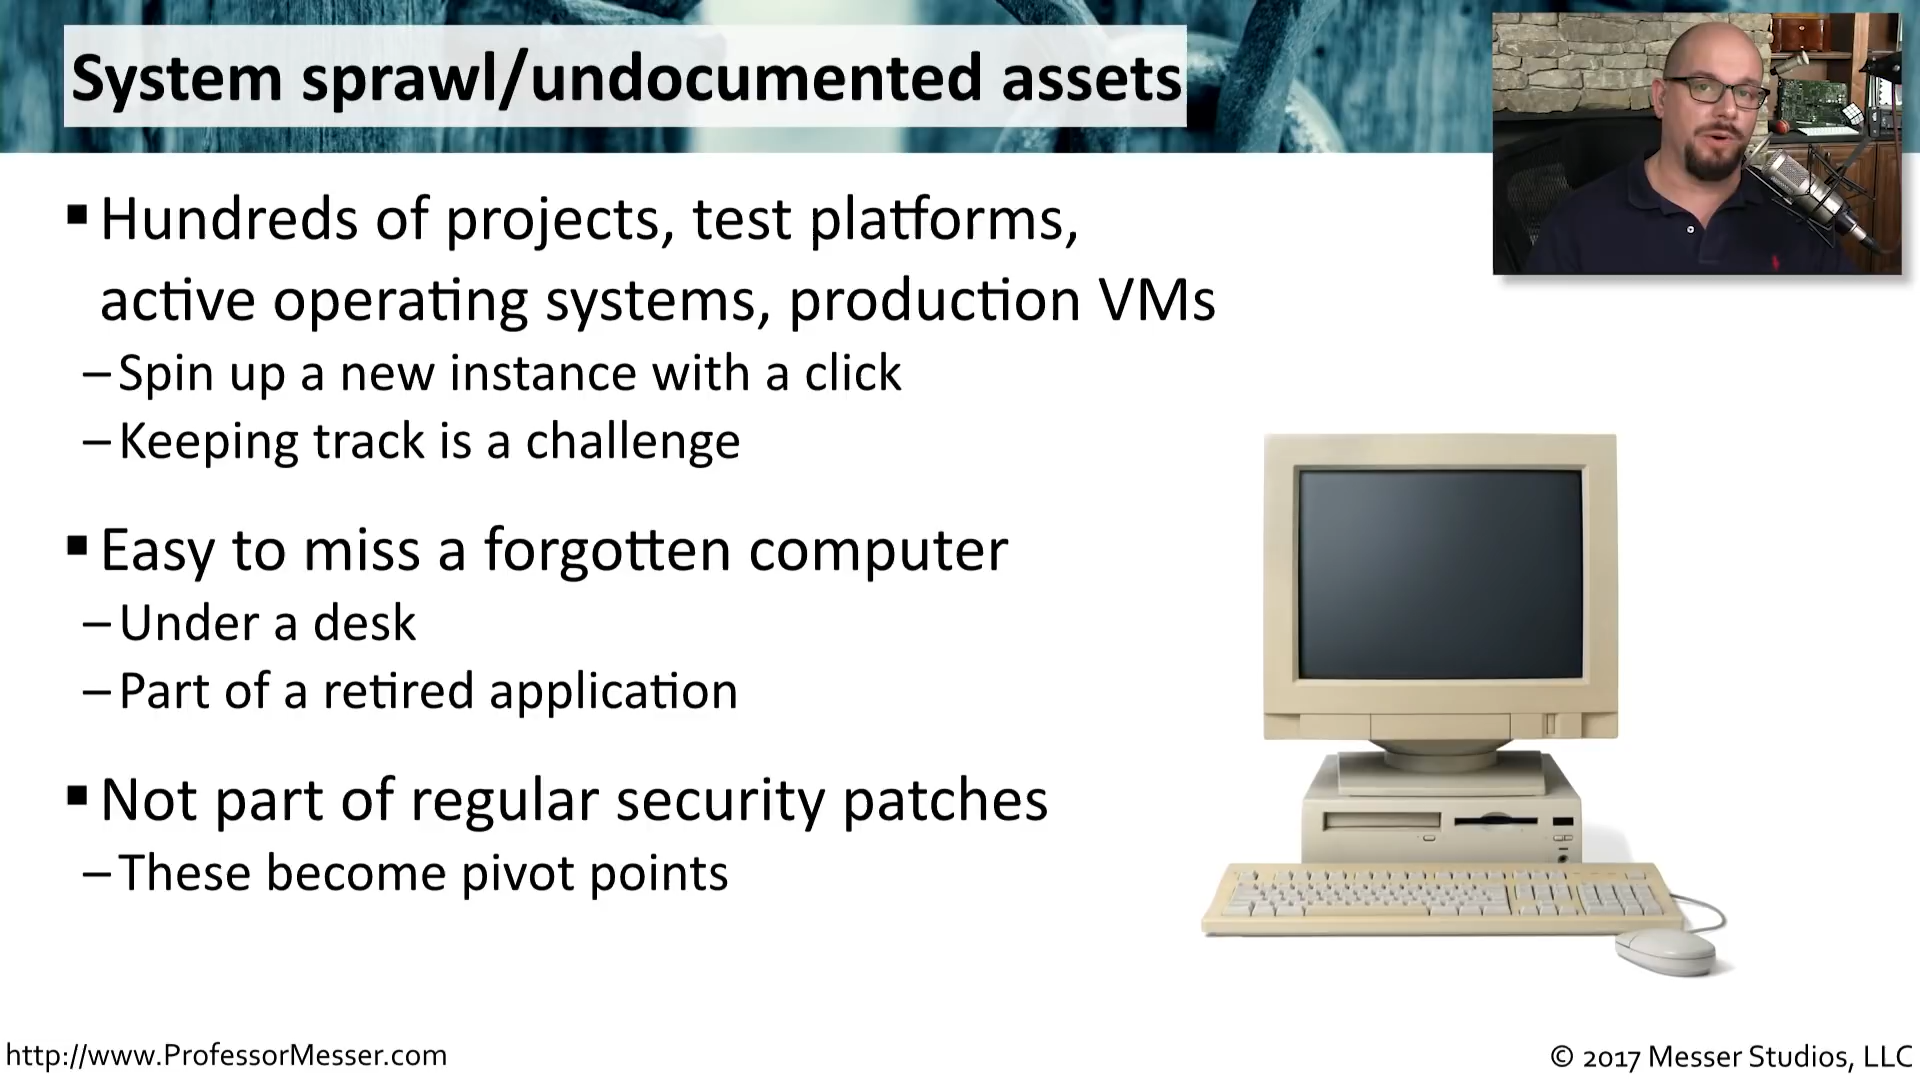 System sprawl/undocumented assets
▪ Hundreds of projects, test platforms,
active operating systems, production VMs
– Spin up a new instance with a click
– Keeping track is a challenge
▪ Easy to miss a forgotten computer
– Under a desk
– Part of a retired application
▪ Not part of regular security patches
– These become pivot points
http://www.ProfessorMesser.com
© 2017 Messer Studios, LLC